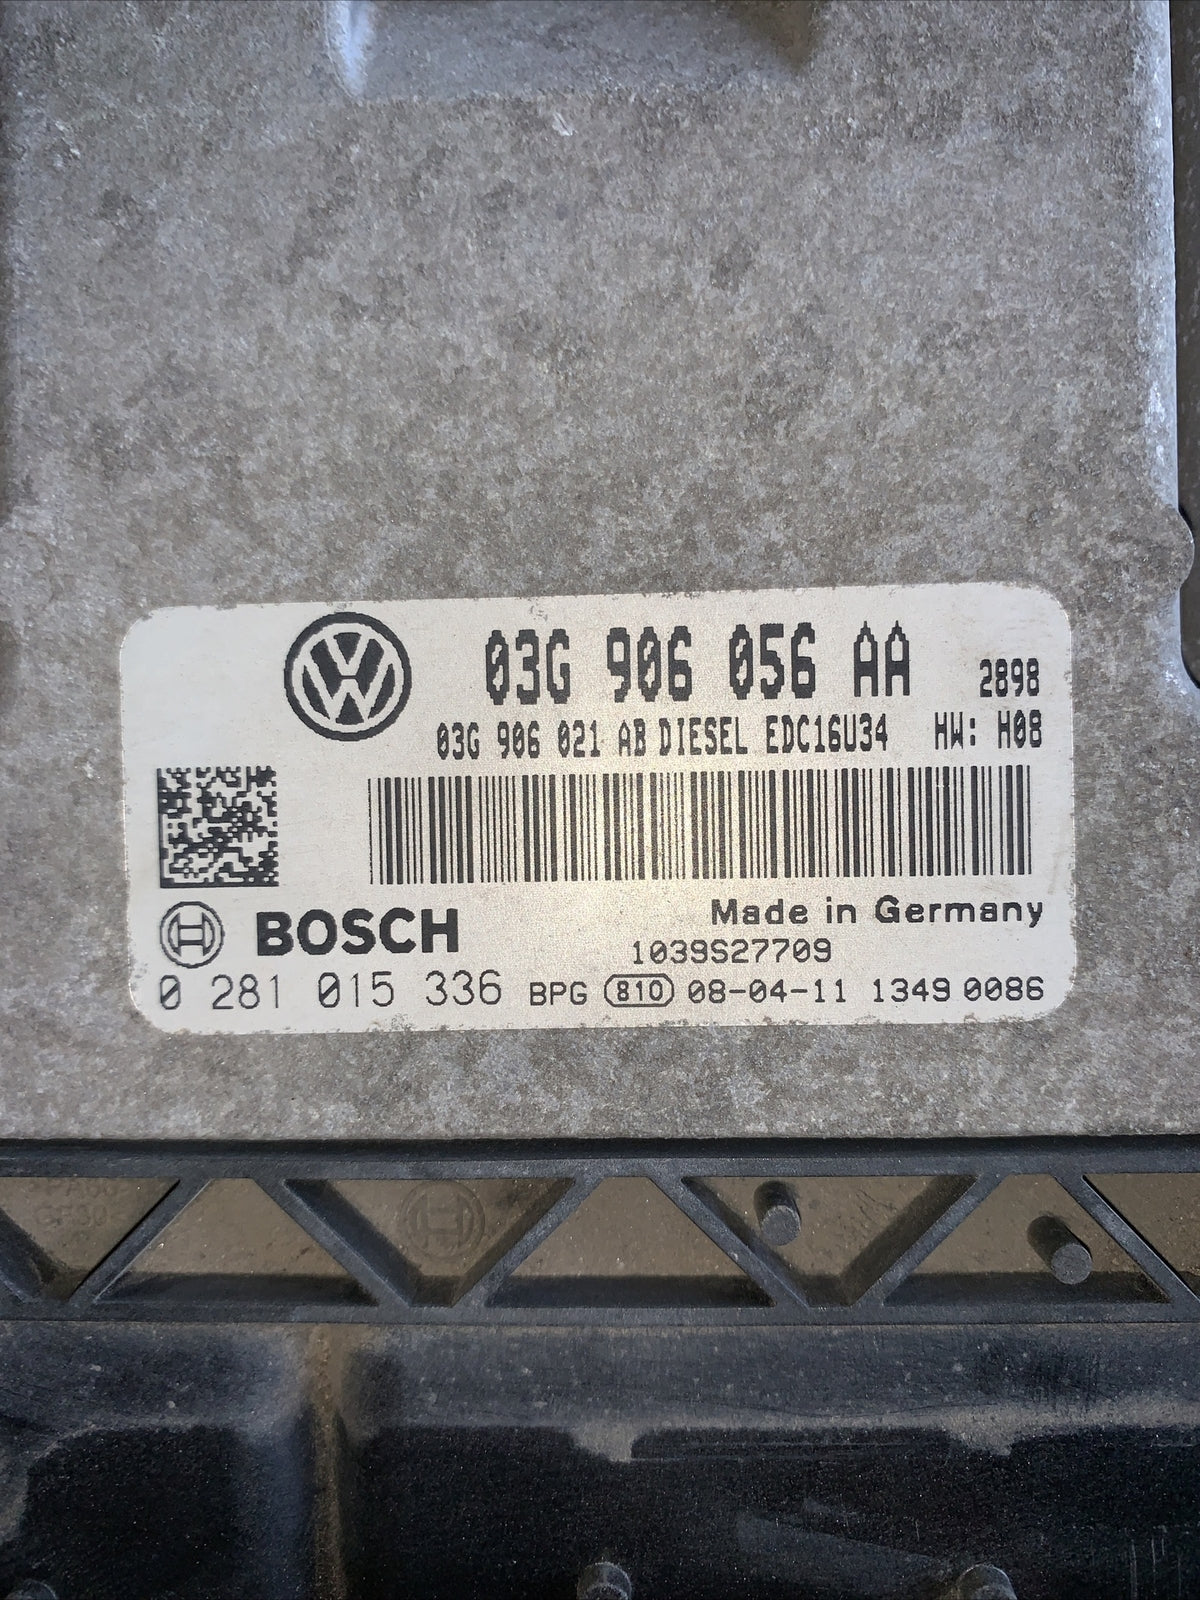 03G 906 056 AA 2898
03G 906 021 AB DIESEL EDC16U34 HW: H08
BOSCH Made in Germany
1039S27709
0 281 015 336 BPG 810 08-04-11 1349 0086